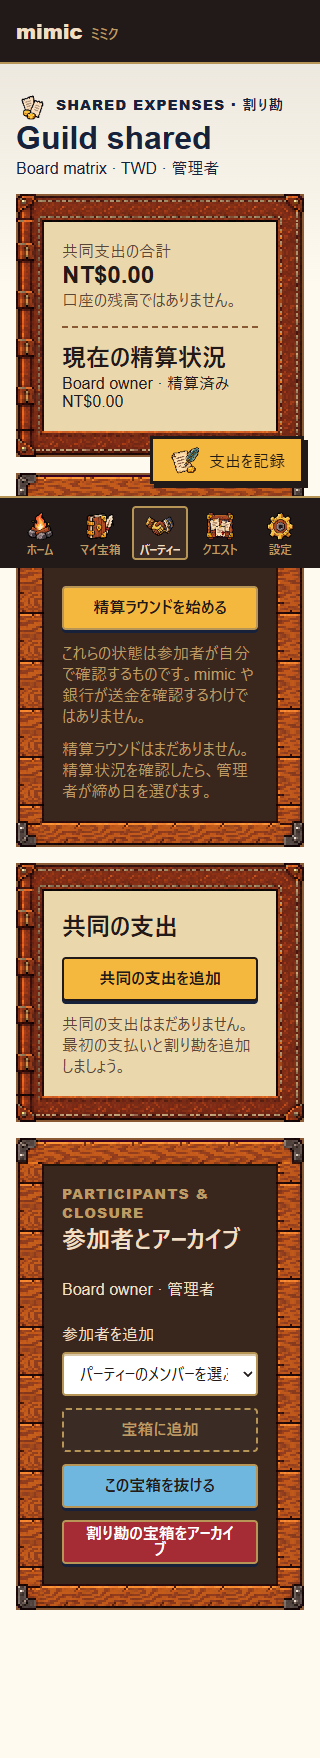 mimic ミミク
SHARED EXPENSES · 割り勘
Guild shared
Board matrix · TWD · 管理者
共同支出の合計
NT$0.00
口座の残高ではありません。
現在の精算状況
Board owner · 精算済み
NT$0.00
支出を記録
ホーム マイ宝箱 パーティー クエスト 設定
精算ラウンドを始める
これらの状態は参加者が自分
で確認するものです。mimic や
銀行が送金を確認するわけで
はありません。
精算ラウンドはまだありません。
精算状況を確認したら、管理
者が締め日を選びます。
共同の支出
共同の支出を追加
共同の支出はまだありません。
最初の支払いと割り勘を追加
しましょう。
PARTICIPANTS &
CLOSURE
参加者とアーカイブ
Board owner · 管理者
参加者を追加
パーティーのメンバーを選
宝箱に追加
この宝箱を抜ける
割り勘の宝箱をアーカイ
ブ